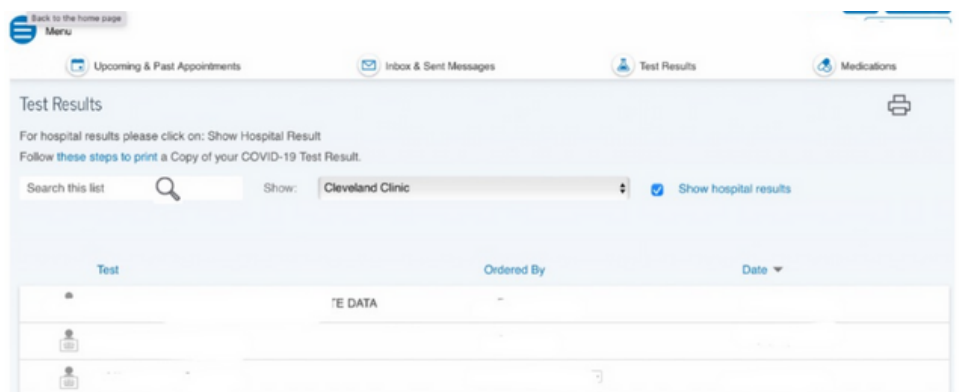 Back to the home page
Menu
Upcoming & Past Appointments Inbox & Sent Messages Test Results Medications
Test Results
For hospital results please click on: Show Hospital Result
Follow these steps to print a Copy of your COVID-19 Test Result.
Search this list Show: Cleveland Clinic Show hospital results
Test Ordered By Date
TE DATA